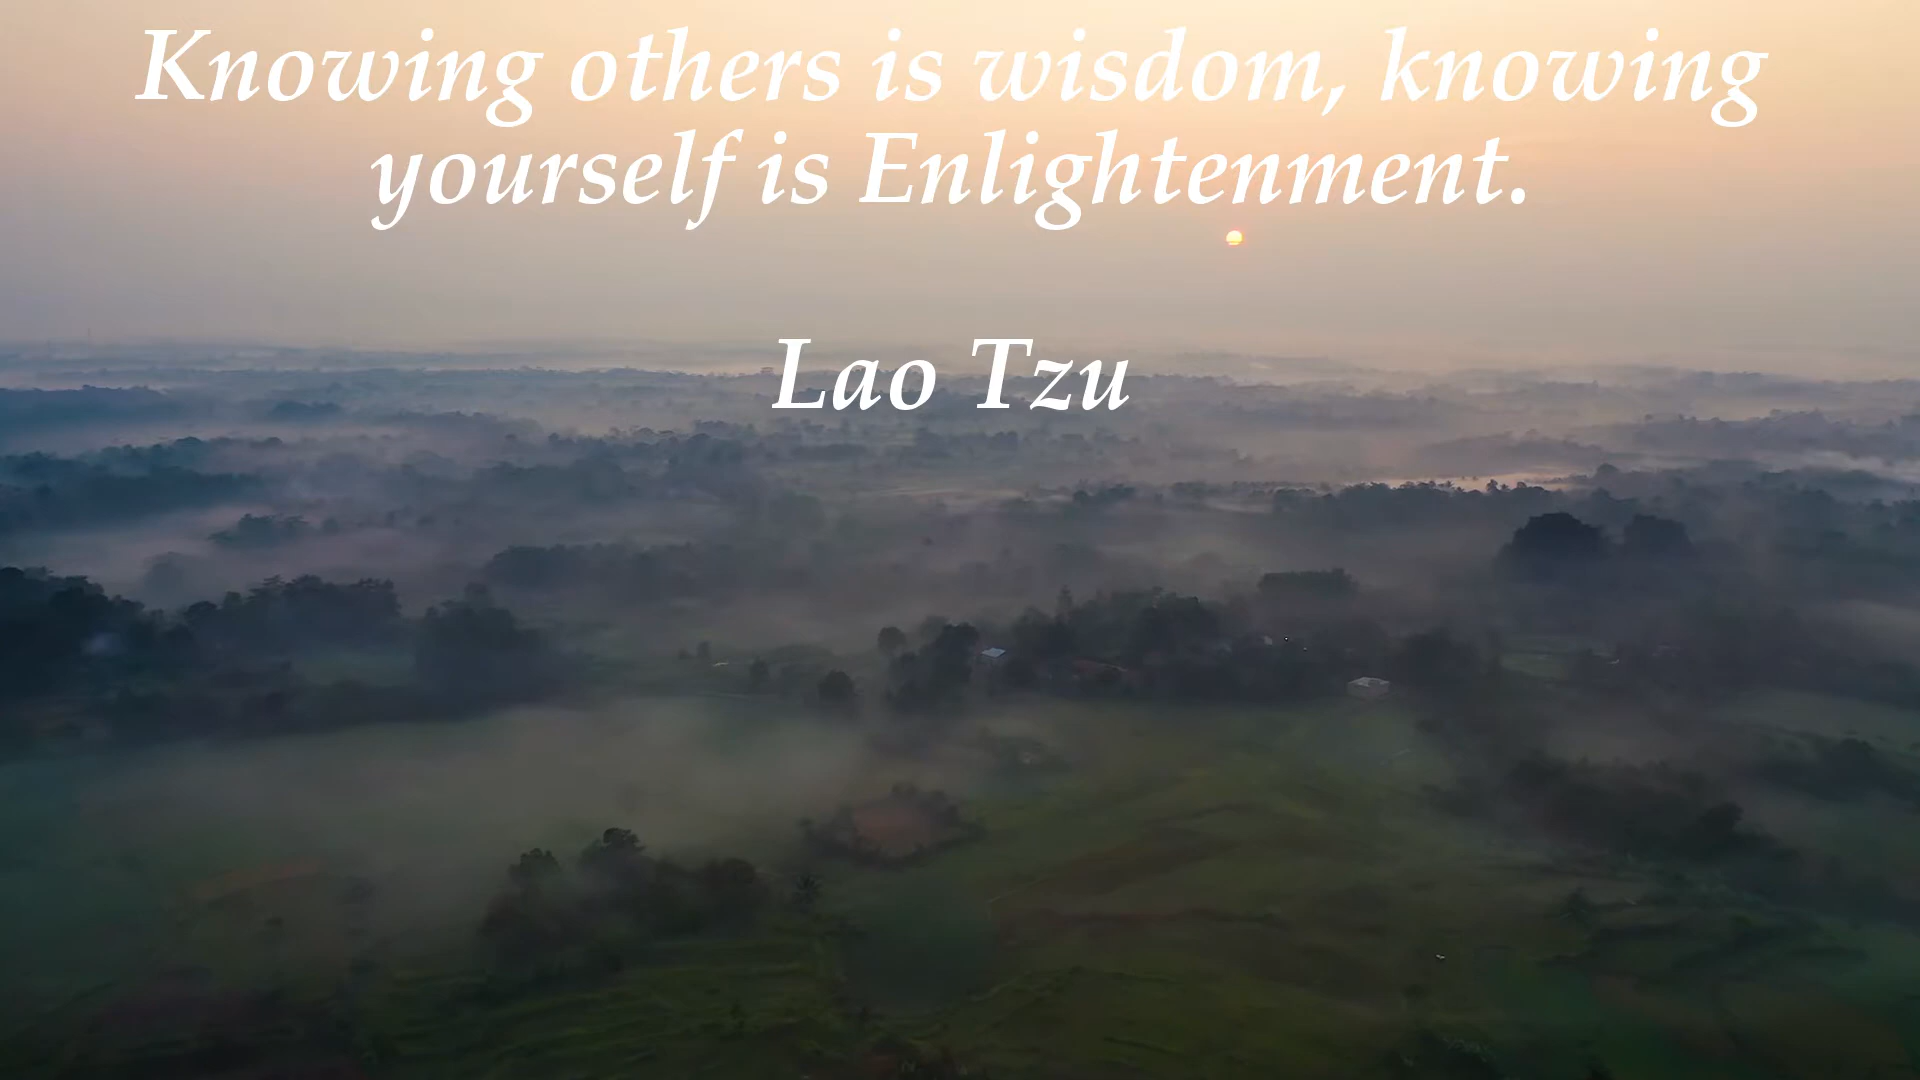 Knowing others is wisdom, knowing
yourself is Enlightenment.
Lao Tzu